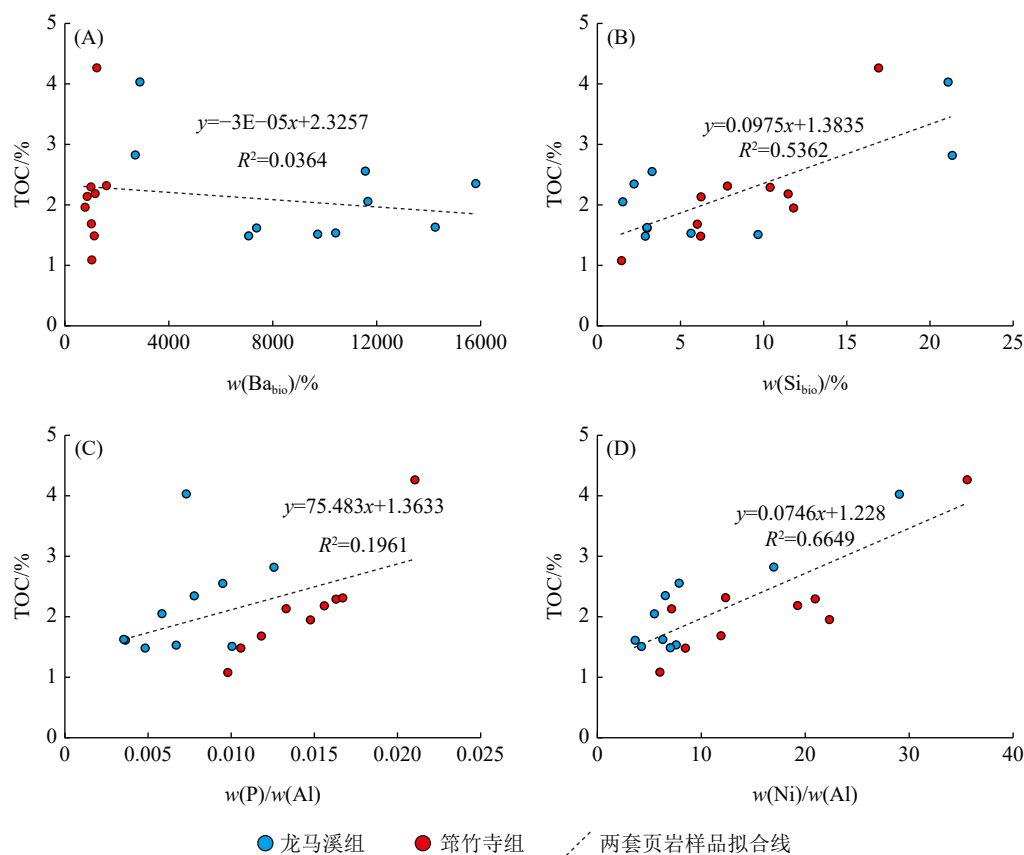 (A)
TOC/%
5
4
3
2
1
0
y=−3E−05x+2.3257
R²=0.0364
0 4000 8000 12000 16000
w(Ba_bio)/%
(B)
TOC/%
5
4
3
2
1
0
y=0.0975x+1.3835
R²=0.5362
0 5 10 15 20 25
w(Si_bio)/%
(C)
TOC/%
5
4
3
2
1
0
y=75.483x+1.3633
R²=0.1961
0 0.005 0.010 0.015 0.020 0.025
w(P)/w(Al)
(D)
TOC/%
5
4
3
2
1
0
y=0.0746x+1.228
R²=0.6649
0 10 20 30 40
w(Ni)/w(Al)
龙马溪组 筇竹寺组 两套页岩样品拟合线